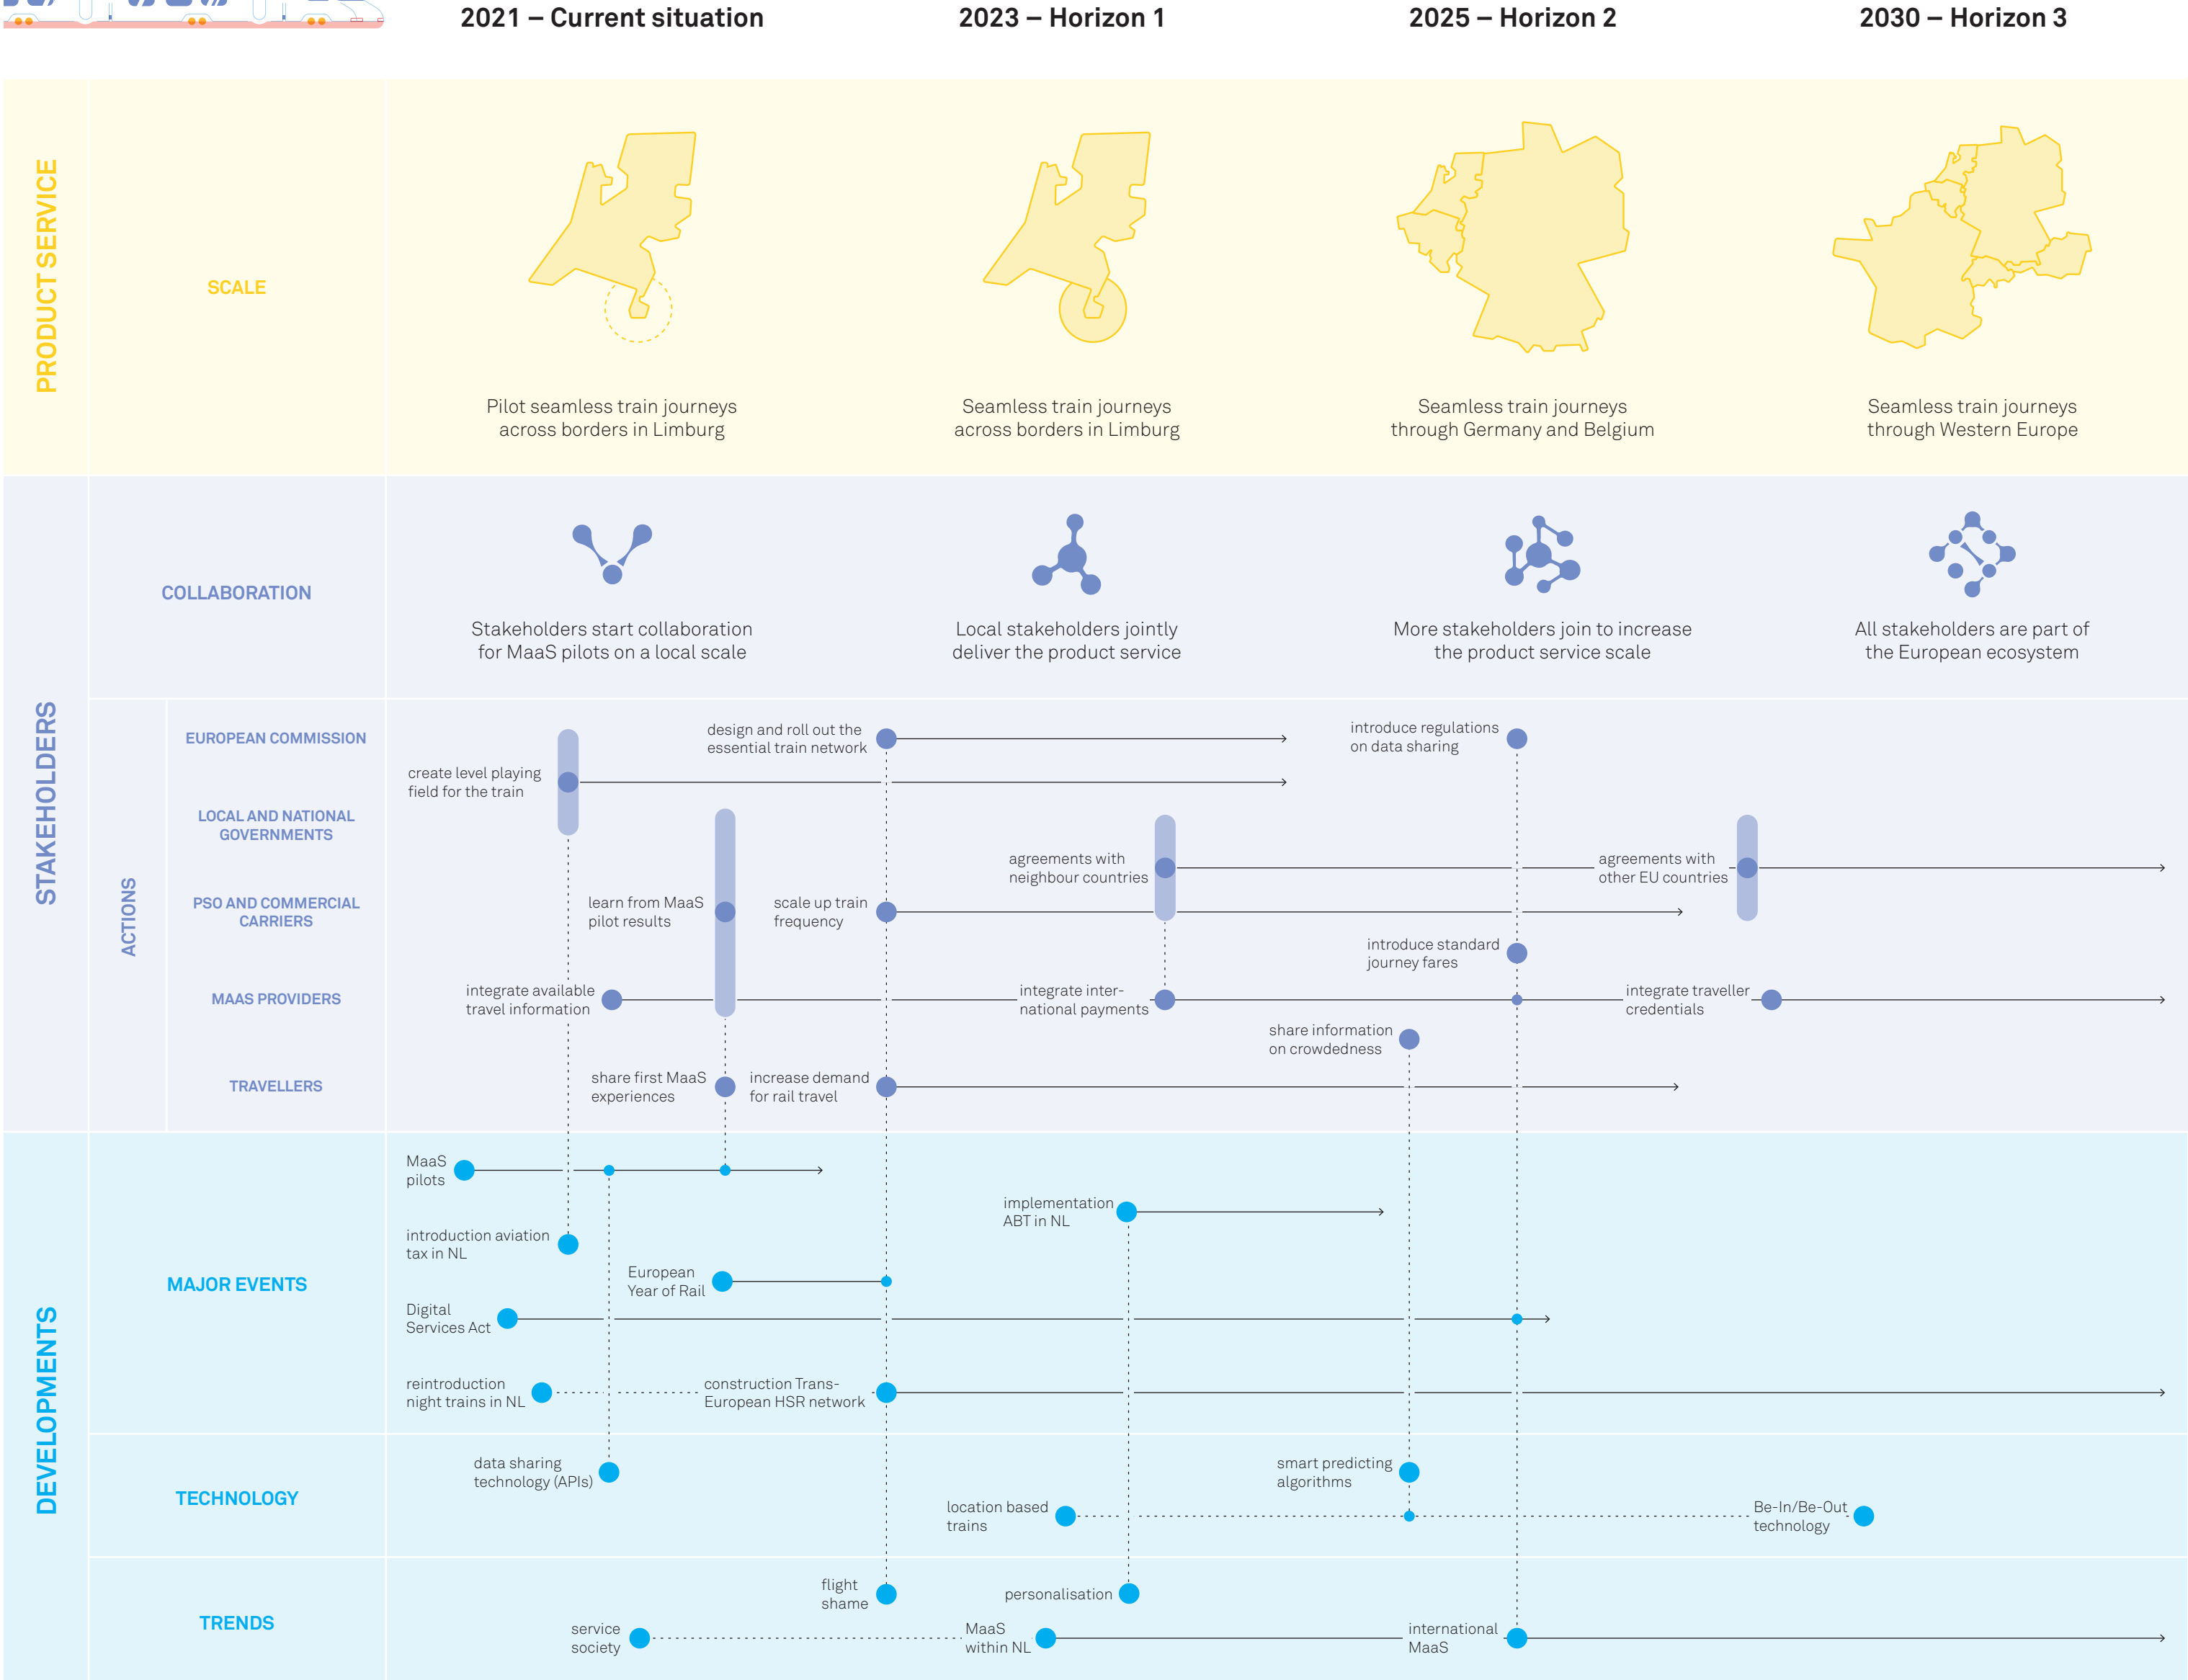 2021 – Current situation
2023 – Horizon 1
2025 – Horizon 2
2030 – Horizon 3
PRODUCT SERVICE
SCALE
Pilot seamless train journeys
across borders in Limburg
Seamless train journeys
across borders in Limburg
Seamless train journeys
through Germany and Belgium
Seamless train journeys
through Western Europe
STAKEHOLDERS
COLLABORATION
Stakeholders start collaboration
for MaaS pilots on a local scale
Local stakeholders jointly
deliver the product service
More stakeholders join to increase
the product service scale
All stakeholders are part of
the European ecosystem
ACTIONS
EUROPEAN COMMISSION
design and roll out the
essential train network
introduce regulations
on data sharing
create level playing
field for the train
LOCAL AND NATIONAL
GOVERNMENTS
agreements with
neighbour countries
agreements with
other EU countries
PSO AND COMMERCIAL
CARRIERS
learn from MaaS
pilot results
scale up train
frequency
introduce standard
journey fares
MAAS PROVIDERS
integrate available
travel information
integrate inter-
national payments
integrate traveller
credentials
share information
on crowdedness
TRAVELLERS
share first MaaS
experiences
increase demand
for rail travel
DEVELOPMENTS
MAJOR EVENTS
MaaS
pilots
implementation
ABT in NL
introduction aviation
tax in NL
European
Year of Rail
Digital
Services Act
reintroduction
night trains in NL
construction Trans-
European HSR network
TECHNOLOGY
data sharing
technology (APIs)
smart predicting
algorithms
location based
trains
Be-In/Be-Out
technology
TRENDS
flight
shame
personalisation
service
society
MaaS
within NL
international
MaaS